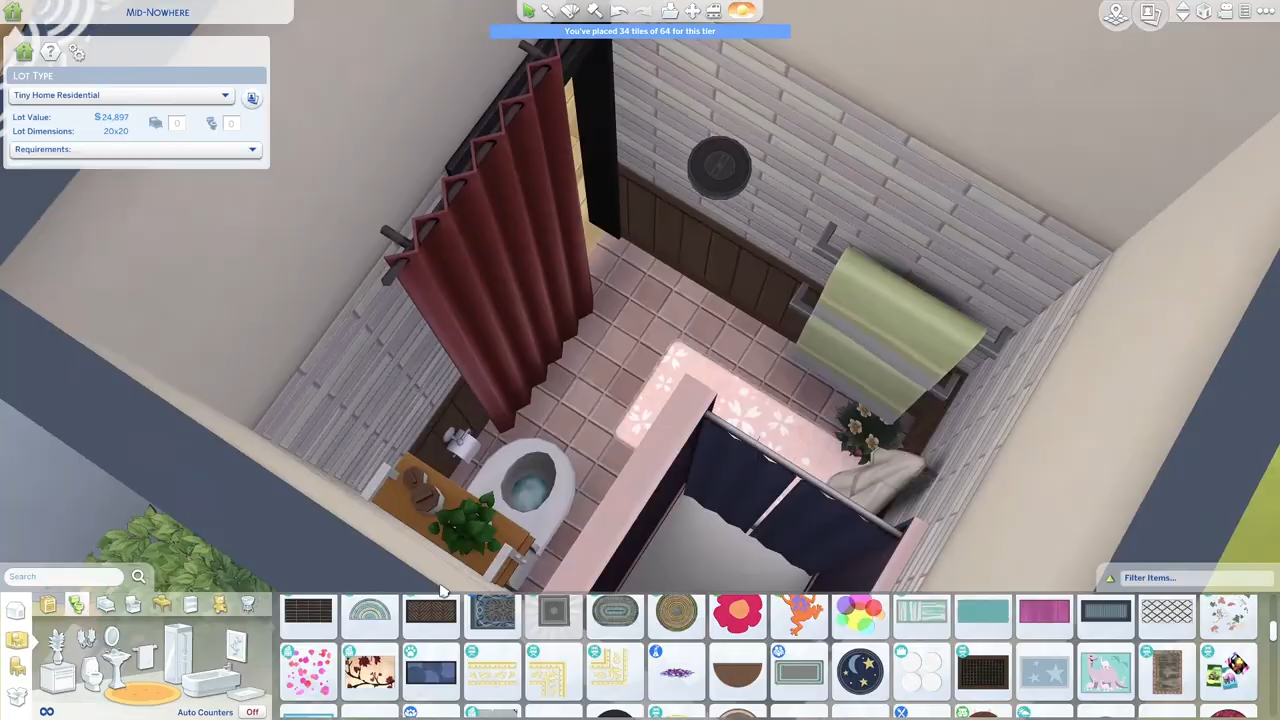 Mid-Nowhere
You've placed 34 tiles of 64 for this tier
Lot Type
Tiny Home Residential
Lot Value: §24,897
0
0
Lot Dimensions: 20x20
Requirements:
Search
Filter Items...
Auto Counters Off